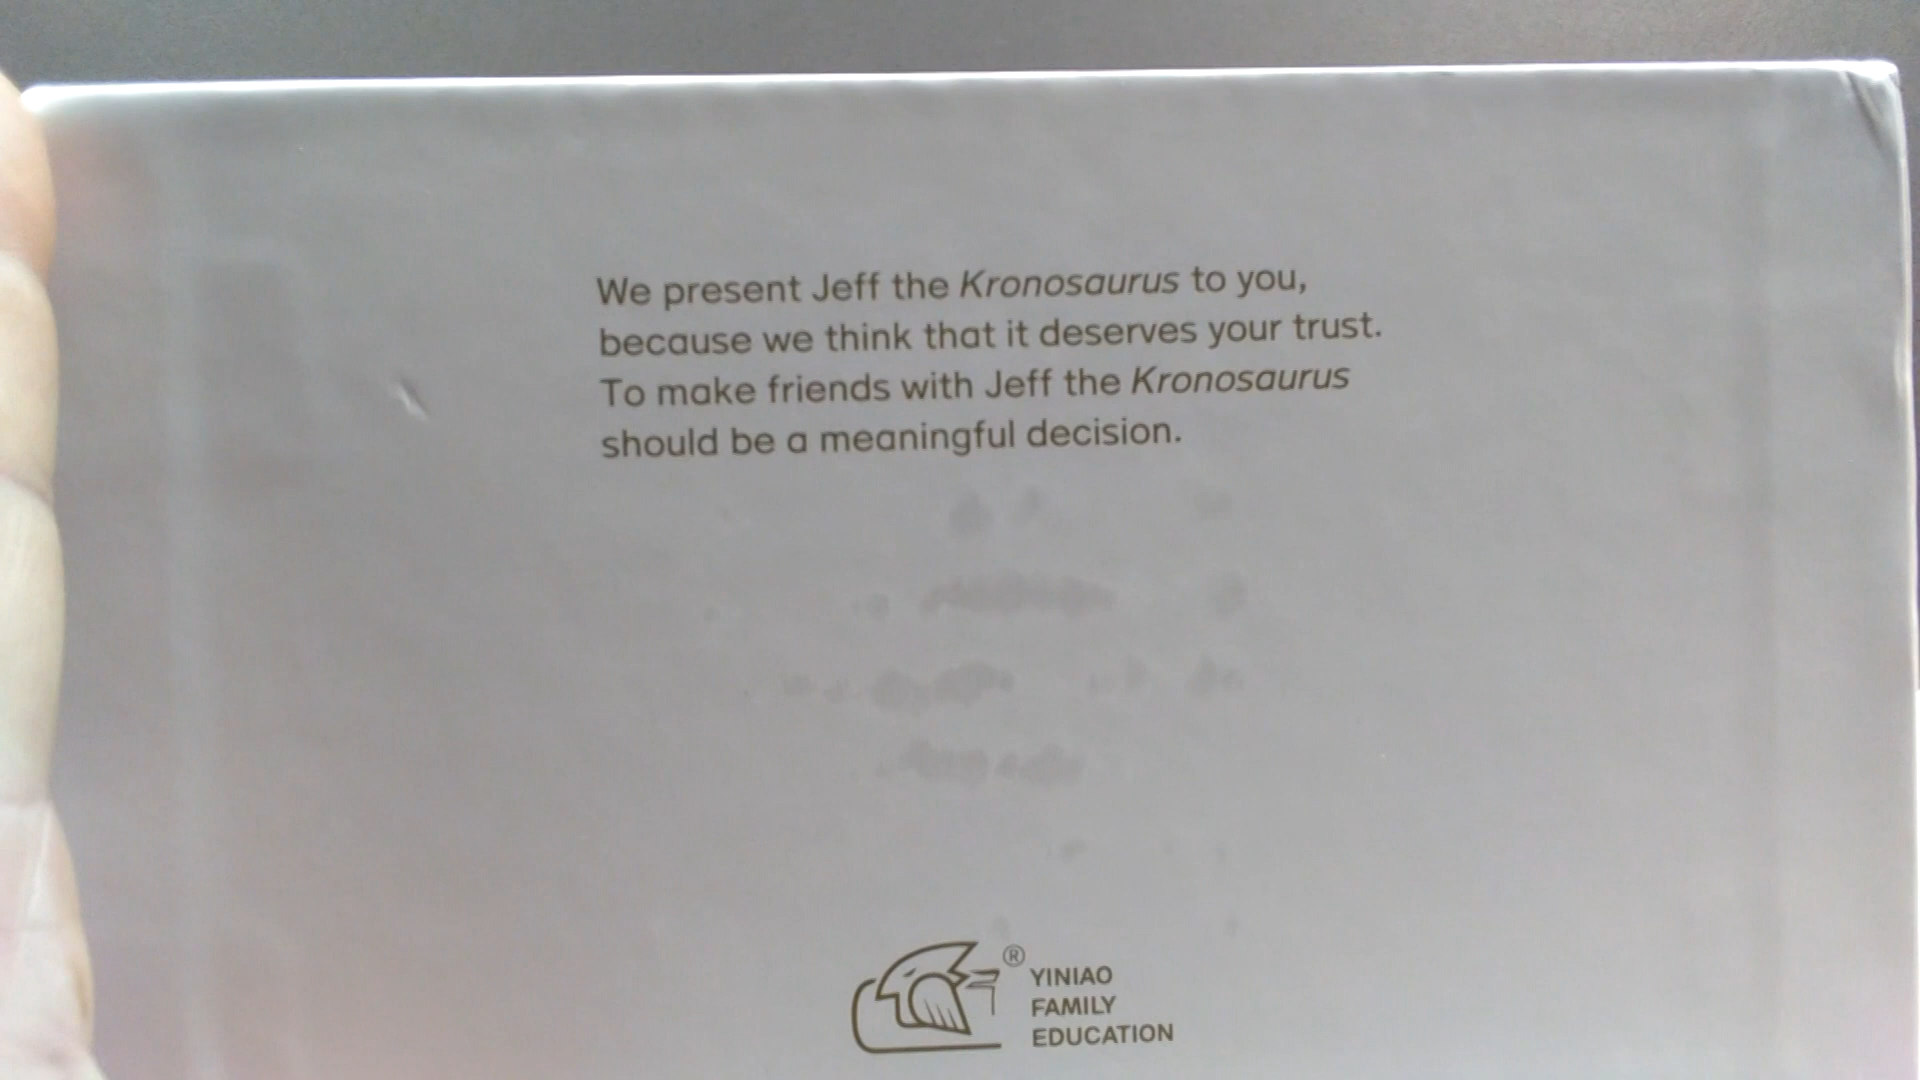 We present Jeff the Kronosaurus to you,
because we think that it deserves your trust.
To make friends with Jeff the Kronosaurus
should be a meaningful decision.
®
YINIAO
FAMILY
EDUCATION